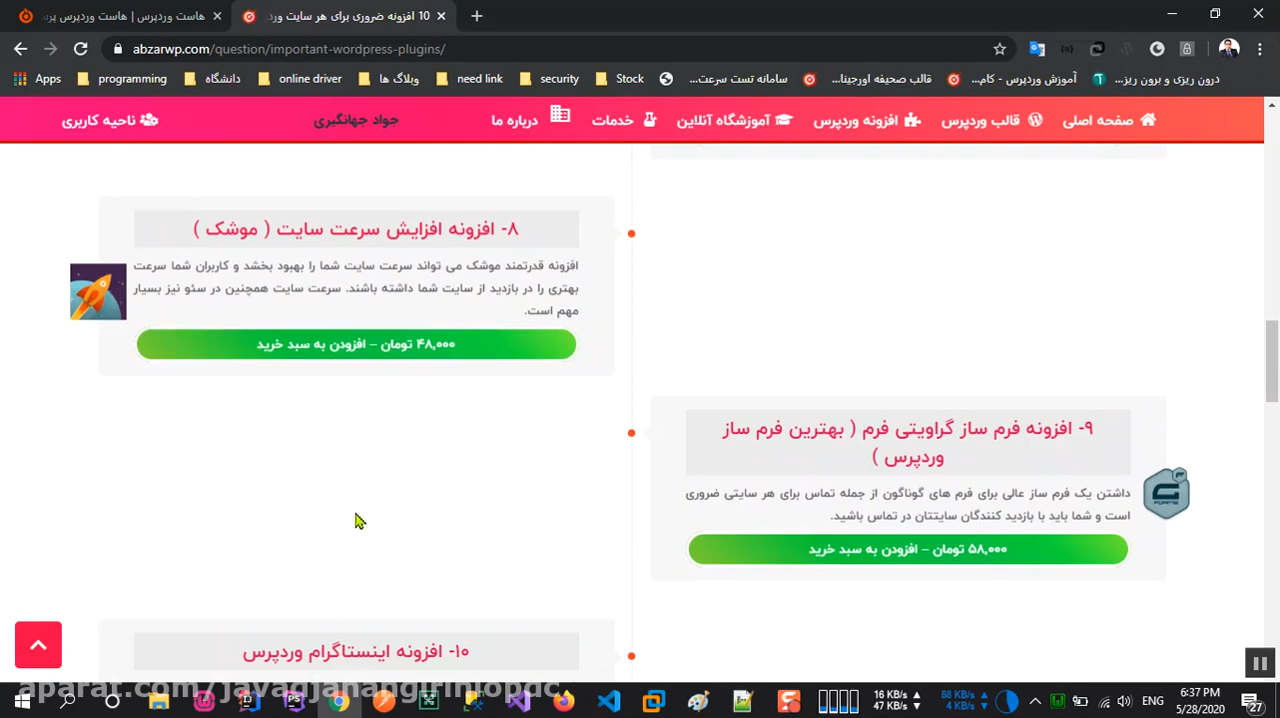 هاست وردپرس | هاست وردپرس پرس
10 افزونه ضروری برای هر سایت ورد
abzarwp.com/question/important-wordpress-plugins/
Apps
programming
دانشگاه
online driver
وبلاگ ها
need link
security
Stock
سامانه تست سرعت...
قالب صحیفه اورجینا...
آموزش وردپرس - کام...
درون ریزی و برون ریز...
صفحه اصلی
قالب وردپرس
افزونه وردپرس
آموزشگاه آنلاین
خدمات
درباره ما
جواد جهانگیری
ناحیه کاربری
۸- افزونه افزایش سرعت سایت ( موشک )
افزونه قدرتمند موشک می تواند سرعت سایت شما را بهبود بخشد و کاربران شما سرعت
بهتری را در بازدید از سایت شما داشته باشند. سرعت سایت همچنین در سئو نیز بسیار
مهم است.
۴۸,۰۰۰ تومان – افزودن به سبد خرید
۹- افزونه فرم ساز گراویتی فرم ( بهترین فرم ساز
وردپرس )
داشتن یک فرم ساز عالی برای فرم های گوناگون از جمله تماس برای هر سایتی ضروری
است و شما باید با بازدید کنندگان سایتتان در تماس باشید.
۵۸,۰۰۰ تومان – افزودن به سبد خرید
۱۰- افزونه اینستاگرام وردپرس
16 KB/s
47 KB/s
68 KB/s
4 KB/s
ENG
6:37 PM
5/28/2020
27